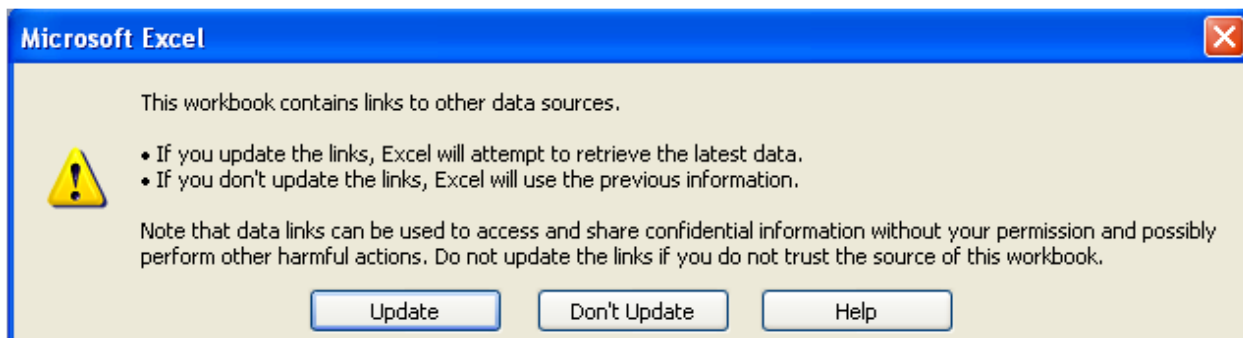 Microsoft Excel
This workbook contains links to other data sources.
• If you update the links, Excel will attempt to retrieve the latest data.
• If you don't update the links, Excel will use the previous information.
Note that data links can be used to access and share confidential information without your permission and possibly
perform other harmful actions. Do not update the links if you do not trust the source of this workbook.
Update Don't Update Help